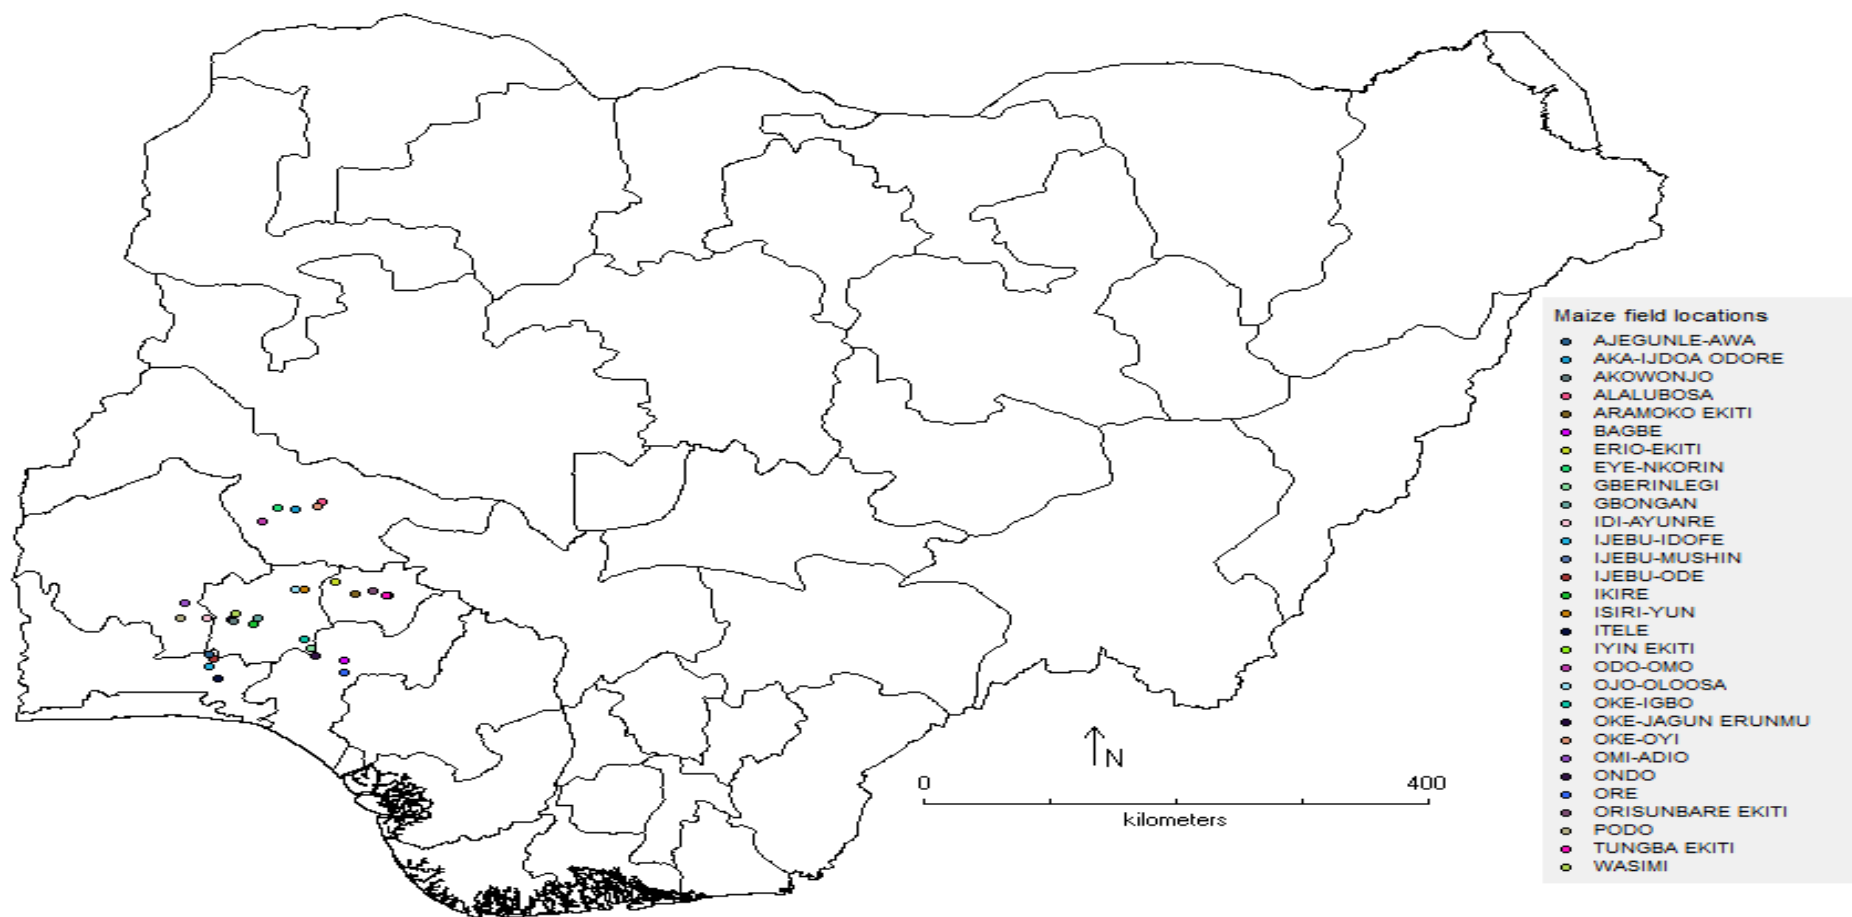 Maize field locations
AJEGUNLE-AWA
AKA-IJDOA ODORE
AKOWONJO
ALALUBOSA
ARAMOKO EKITI
BAGBE
ERIO-EKITI
EYE-NKORIN
GBERINLEGI
GBONGAN
IDI-AYUNRE
IJEBU-IDOFE
IJEBU-MUSHIN
IJEBU-ODE
IKIRE
ISIRI-YUN
ITELE
IYIN EKITI
ODO-OMO
OJO-OLOOSA
OKE-IGBO
OKE-JAGUN ERUNMU
OKE-OYI
OMI-ADIO
ONDO
ORE
ORISUNBARE EKITI
PODO
TUNGBA EKITI
WASIMI
N
0 400
kilometers